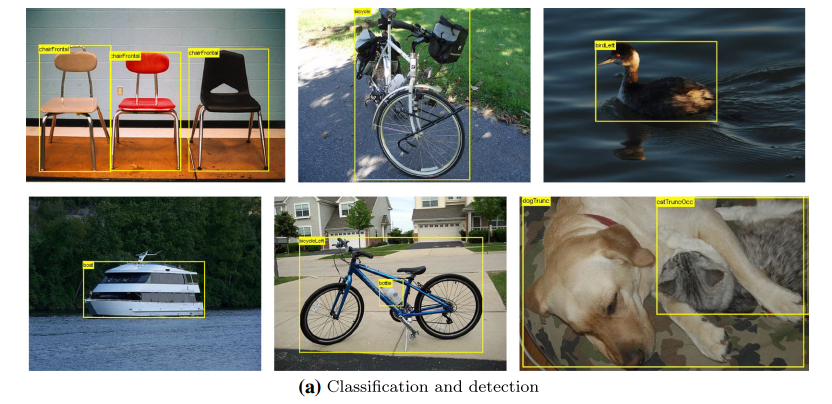 chairFrontal
chairFrontal
chairFrontal
bicycle
birdLeft
boat
bicycleLeft
bottle
dogTrunc
catTruncOcc
(a) Classification and detection